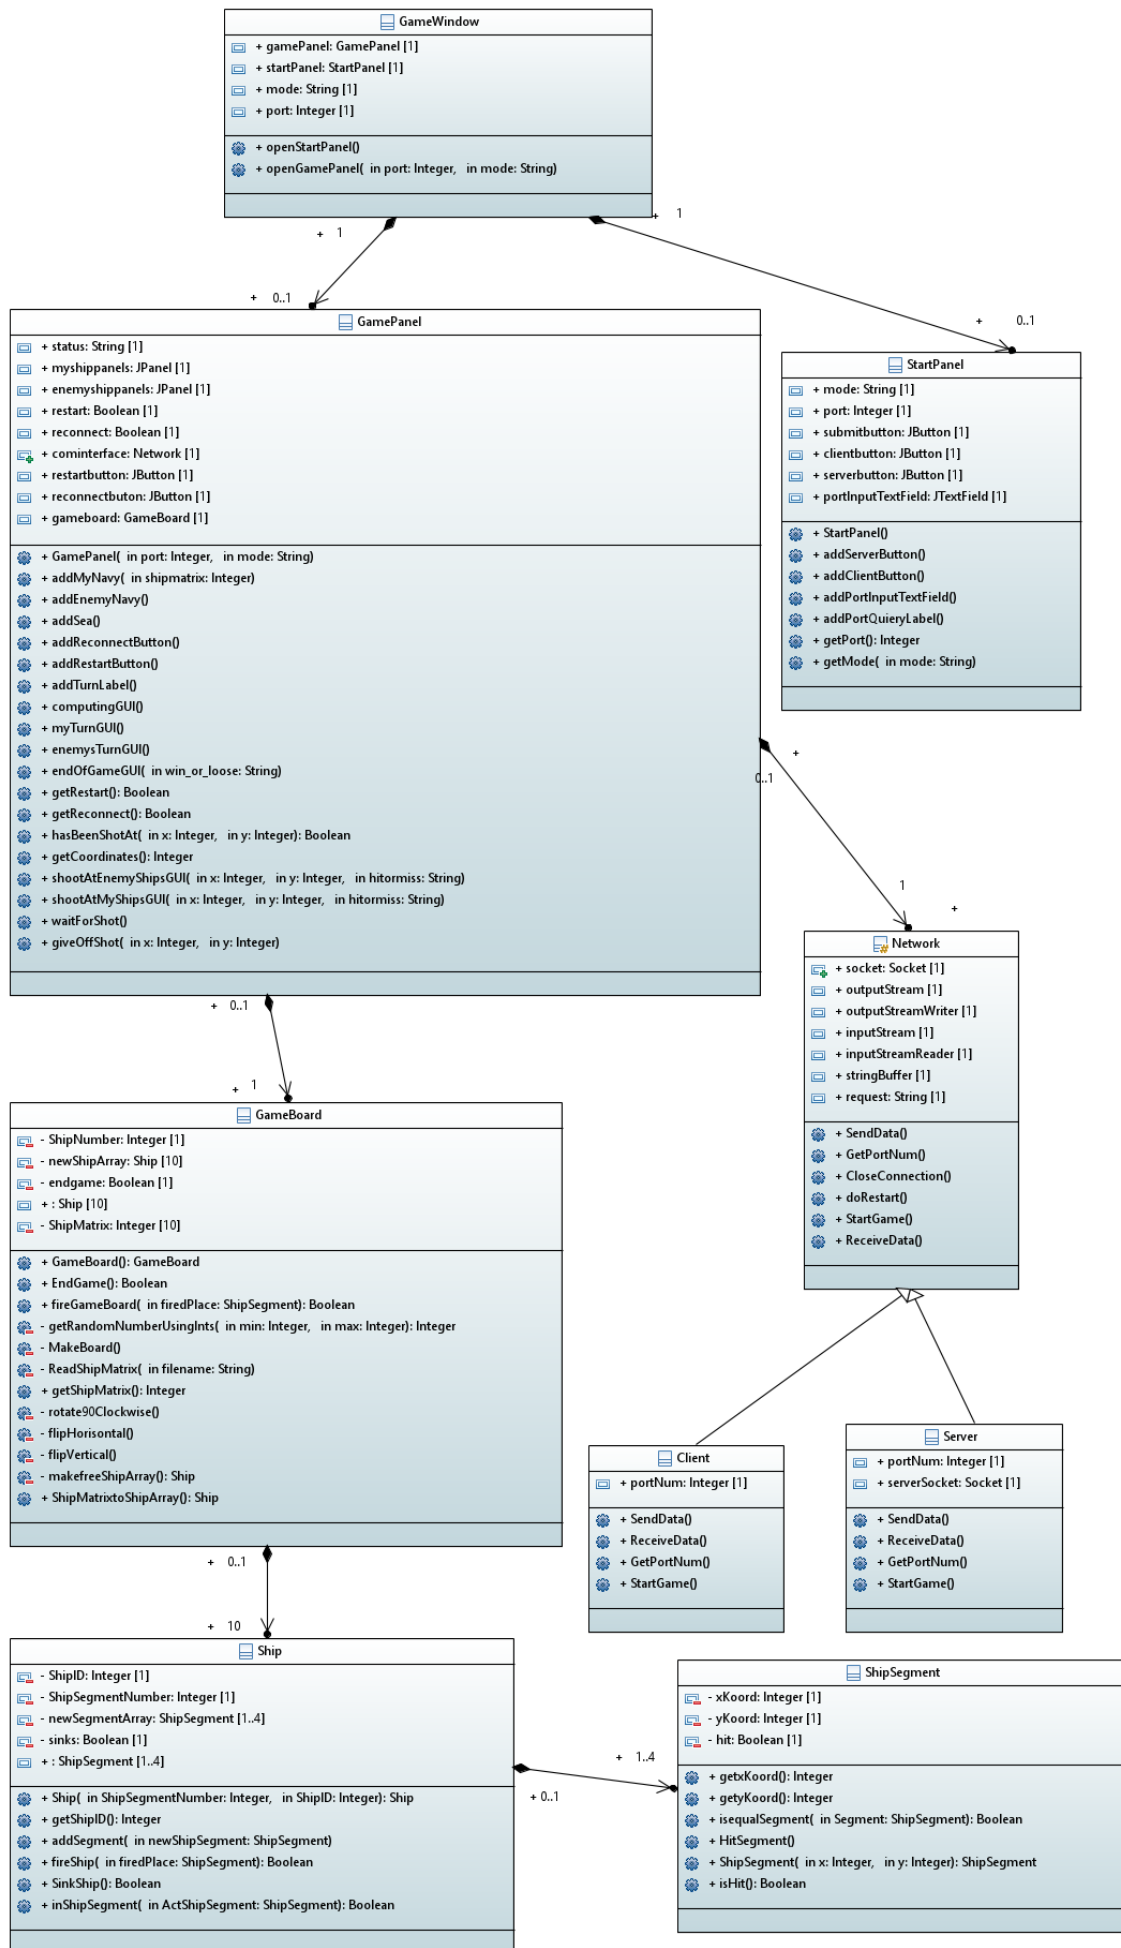 GameWindow
+ gamePanel: GamePanel [1]
+ startPanel: StartPanel [1]
+ mode: String [1]
+ port: Integer [1]
+ openStartPanel()
+ openGamePanel( in port: Integer, in mode: String)
+ 1
+ 1
+ 0..1
+ 0..1
GamePanel
+ status: String [1]
+ myshippanels: JPanel [1]
+ enemyshippanels: JPanel [1]
+ restart: Boolean [1]
+ reconnect: Boolean [1]
+ cominterface: Network [1]
+ restartbutton: JButton [1]
+ reconnectbuton: JButton [1]
+ gameboard: GameBoard [1]
+ GamePanel( in port: Integer, in mode: String)
+ addMyNavy( in shipmatrix: Integer)
+ addEnemyNavy()
+ addSea()
+ addReconnectButton()
+ addRestartButton()
+ addTurnLabel()
+ computingGUI()
+ myTurnGUI()
+ enemysTurnGUI()
+ endOfGameGUI( in win_or_loose: String)
+ getRestart(): Boolean
+ getReconnect(): Boolean
+ hasBeenShotAt( in x: Integer, in y: Integer): Boolean
+ getCoordinates(): Integer
+ shootAtEnemyShipsGUI( in x: Integer, in y: Integer, in hitormiss: String)
+ shootAtMyShipsGUI( in x: Integer, in y: Integer, in hitormiss: String)
+ waitForShot()
+ giveOffShot( in x: Integer, in y: Integer)
StartPanel
+ mode: String [1]
+ port: Integer [1]
+ submitbutton: JButton [1]
+ clientbutton: JButton [1]
+ serverbutton: JButton [1]
+ portInputTextField: JTextField [1]
+ StartPanel()
+ addServerButton()
+ addClientButton()
+ addPortInputTextField()
+ addPortQuieryLabel()
+ getPort(): Integer
+ getMode( in mode: String)
+
0..1
1
+
Network
+ socket: Socket [1]
+ outputStream [1]
+ outputStreamWriter [1]
+ inputStream [1]
+ inputStreamReader [1]
+ stringBuffer [1]
+ request: String [1]
+ SendData()
+ GetPortNum()
+ CloseConnection()
+ doRestart()
+ StartGame()
+ ReceiveData()
+ 0..1
+ 1
GameBoard
- ShipNumber: Integer [1]
- newShipArray: Ship [10]
- endgame: Boolean [1]
+ : Ship [10]
- ShipMatrix: Integer [10]
+ GameBoard(): GameBoard
+ EndGame(): Boolean
+ fireGameBoard( in firedPlace: ShipSegment): Boolean
- getRandomNumberUsingInts( in min: Integer, in max: Integer): Integer
- MakeBoard()
- ReadShipMatrix( in filename: String)
+ getShipMatrix(): Integer
- rotate90Clockwise()
- flipHorisontal()
- flipVertical()
- makefreeShipArray(): Ship
+ ShipMatrixtoShipArray(): Ship
Client
+ portNum: Integer [1]
+ SendData()
+ ReceiveData()
+ GetPortNum()
+ StartGame()
Server
+ portNum: Integer [1]
+ serverSocket: Socket [1]
+ SendData()
+ ReceiveData()
+ GetPortNum()
+ StartGame()
+ 0..1
+ 10
Ship
- ShipID: Integer [1]
- ShipSegmentNumber: Integer [1]
- newSegmentArray: ShipSegment [1..4]
- sinks: Boolean [1]
+ : ShipSegment [1..4]
+ Ship( in ShipSegmentNumber: Integer, in ShipID: Integer): Ship
+ getShipID(): Integer
+ addSegment( in newShipSegment: ShipSegment)
+ fireShip( in firedPlace: ShipSegment): Boolean
+ SinkShip(): Boolean
+ inShipSegment( in ActShipSegment: ShipSegment): Boolean
+ 1..4
+ 0..1
ShipSegment
- xKoord: Integer [1]
- yKoord: Integer [1]
- hit: Boolean [1]
+ getxKoord(): Integer
+ getyKoord(): Integer
+ isequalSegment( in Segment: ShipSegment): Boolean
+ HitSegment()
+ ShipSegment( in x: Integer, in y: Integer): ShipSegment
+ isHit(): Boolean